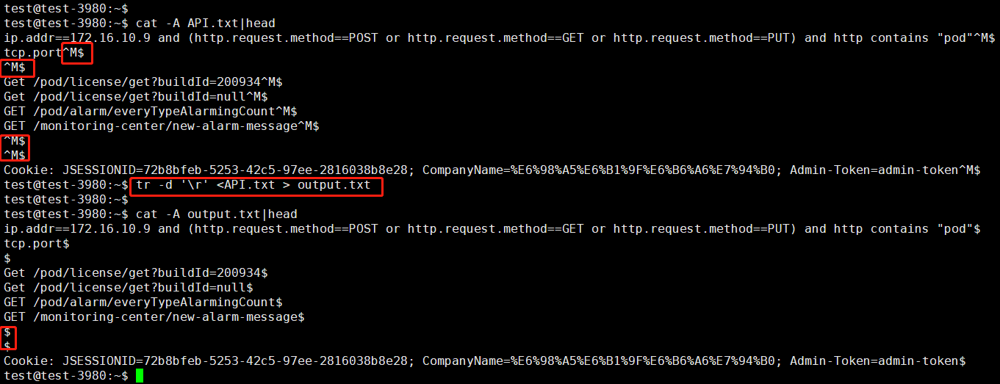 test@test-3980:~$
test@test-3980:~$ cat -A API.txt|head
ip.addr==172.16.10.9 and (http.request.method==POST or http.request.method==GET or http.request.method==PUT) and http contains "pod"^M$
tcp.port^M$
^M$
Get /pod/license/get?buildId=200934^M$
Get /pod/license/get?buildId=null^M$
GET /pod/alarm/everyTypeAlarmingCount^M$
GET /monitoring-center/new-alarm-message^M$
^M$
^M$
Cookie: JSESSIONID=72b8bfeb-5253-42c5-97ee-2816038b8e28; CompanyName=%E6%98%A5%E6%B1%9F%E6%B6%A6%E7%94%B0; Admin-Token=admin-token^M$
test@test-3980:~$ tr -d '\r' <API.txt > output.txt
test@test-3980:~$
test@test-3980:~$ cat -A output.txt|head
ip.addr==172.16.10.9 and (http.request.method==POST or http.request.method==GET or http.request.method==PUT) and http contains "pod"$
tcp.port$
$
Get /pod/license/get?buildId=200934$
Get /pod/license/get?buildId=null$
GET /pod/alarm/everyTypeAlarmingCount$
GET /monitoring-center/new-alarm-message$
$
$
Cookie: JSESSIONID=72b8bfeb-5253-42c5-97ee-2816038b8e28; CompanyName=%E6%98%A5%E6%B1%9F%E6%B6%A6%E7%94%B0; Admin-Token=admin-token$
test@test-3980:~$